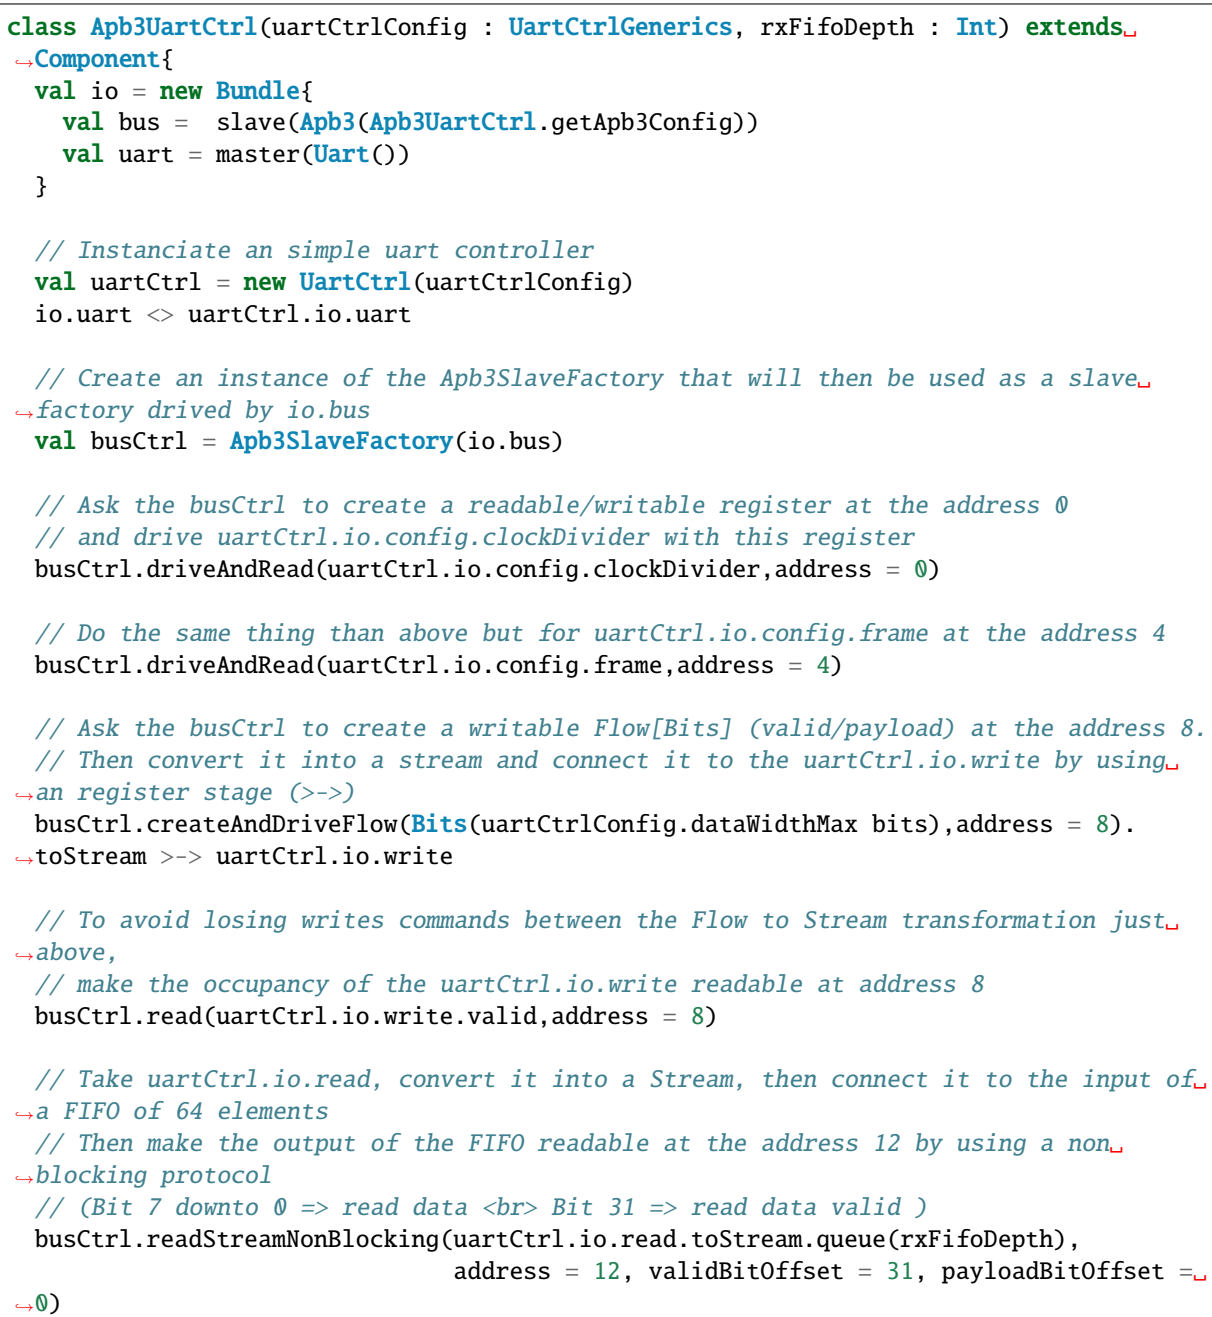 class Apb3UartCtrl(uartCtrlConfig : UartCtrlGenerics, rxFifoDepth : Int) extends␣
↪Component{
  val io = new Bundle{
    val bus =  slave(Apb3(Apb3UartCtrl.getApb3Config))
    val uart = master(Uart())
  }

  // Instanciate an simple uart controller
  val uartCtrl = new UartCtrl(uartCtrlConfig)
  io.uart <> uartCtrl.io.uart

  // Create an instance of the Apb3SlaveFactory that will then be used as a slave␣
↪factory drived by io.bus
  val busCtrl = Apb3SlaveFactory(io.bus)

  // Ask the busCtrl to create a readable/writable register at the address 0
  // and drive uartCtrl.io.config.clockDivider with this register
  busCtrl.driveAndRead(uartCtrl.io.config.clockDivider,address = 0)

  // Do the same thing than above but for uartCtrl.io.config.frame at the address 4
  busCtrl.driveAndRead(uartCtrl.io.config.frame,address = 4)

  // Ask the busCtrl to create a writable Flow[Bits] (valid/payload) at the address 8.
  // Then convert it into a stream and connect it to the uartCtrl.io.write by using␣
↪an register stage (>->)
  busCtrl.createAndDriveFlow(Bits(uartCtrlConfig.dataWidthMax bits),address = 8).
↪toStream >-> uartCtrl.io.write

  // To avoid losing writes commands between the Flow to Stream transformation just␣
↪above,
  // make the occupancy of the uartCtrl.io.write readable at address 8
  busCtrl.read(uartCtrl.io.write.valid,address = 8)

  // Take uartCtrl.io.read, convert it into a Stream, then connect it to the input of␣
↪a FIFO of 64 elements
  // Then make the output of the FIFO readable at the address 12 by using a non␣
↪blocking protocol
  // (Bit 7 downto 0 => read data <br> Bit 31 => read data valid )
  busCtrl.readStreamNonBlocking(uartCtrl.io.read.toStream.queue(rxFifoDepth),
                                address = 12, validBitOffset = 31, payloadBitOffset =␣
↪0)